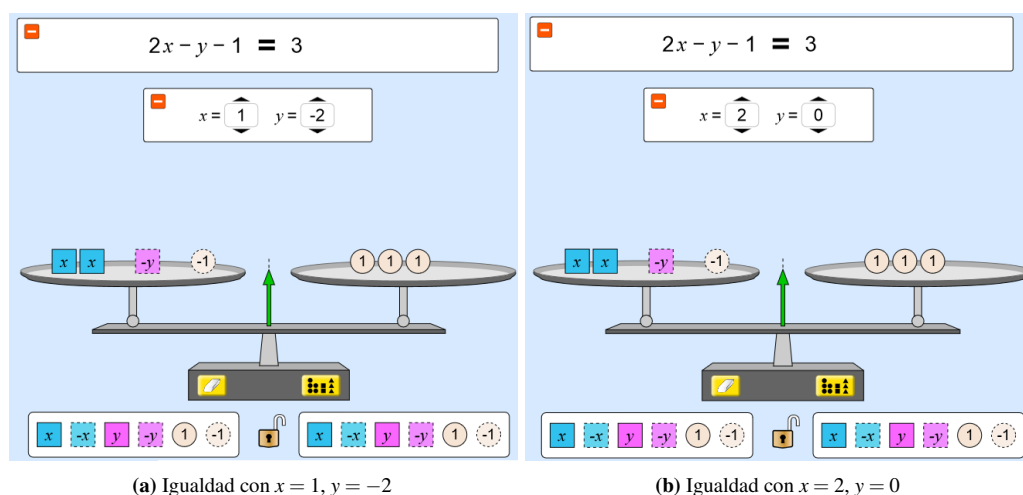 2x − y − 1 = 3
x = 1 y = -2
x x -y -1 1 1 1
x -x y -y 1 -1 x -x y -y 1 -1
(a) Igualdad con x = 1, y = −2
2x − y − 1 = 3
x = 2 y = 0
x x -y -1 1 1 1
x -x y -y 1 -1 x -x y -y 1 -1
(b) Igualdad con x = 2, y = 0